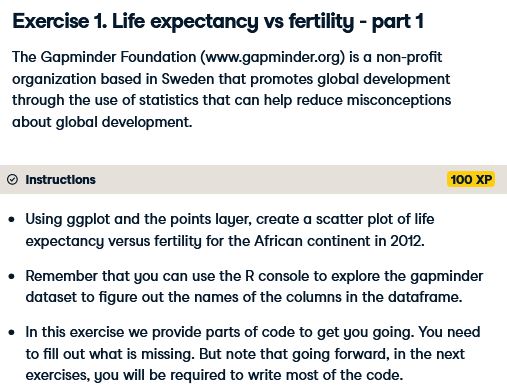 Exercise 1. Life expectancy vs fertility - part 1
The Gapminder Foundation (www.gapminder.org) is a non-profit
organization based in Sweden that promotes global development
through the use of statistics that can help reduce misconceptions
about global development.
Instructions 100 XP
• Using ggplot and the points layer, create a scatter plot of life
expectancy versus fertility for the African continent in 2012.
• Remember that you can use the R console to explore the gapminder
dataset to figure out the names of the columns in the dataframe.
• In this exercise we provide parts of code to get you going. You need
to fill out what is missing. But note that going forward, in the next
exercises, you will be required to write most of the code.